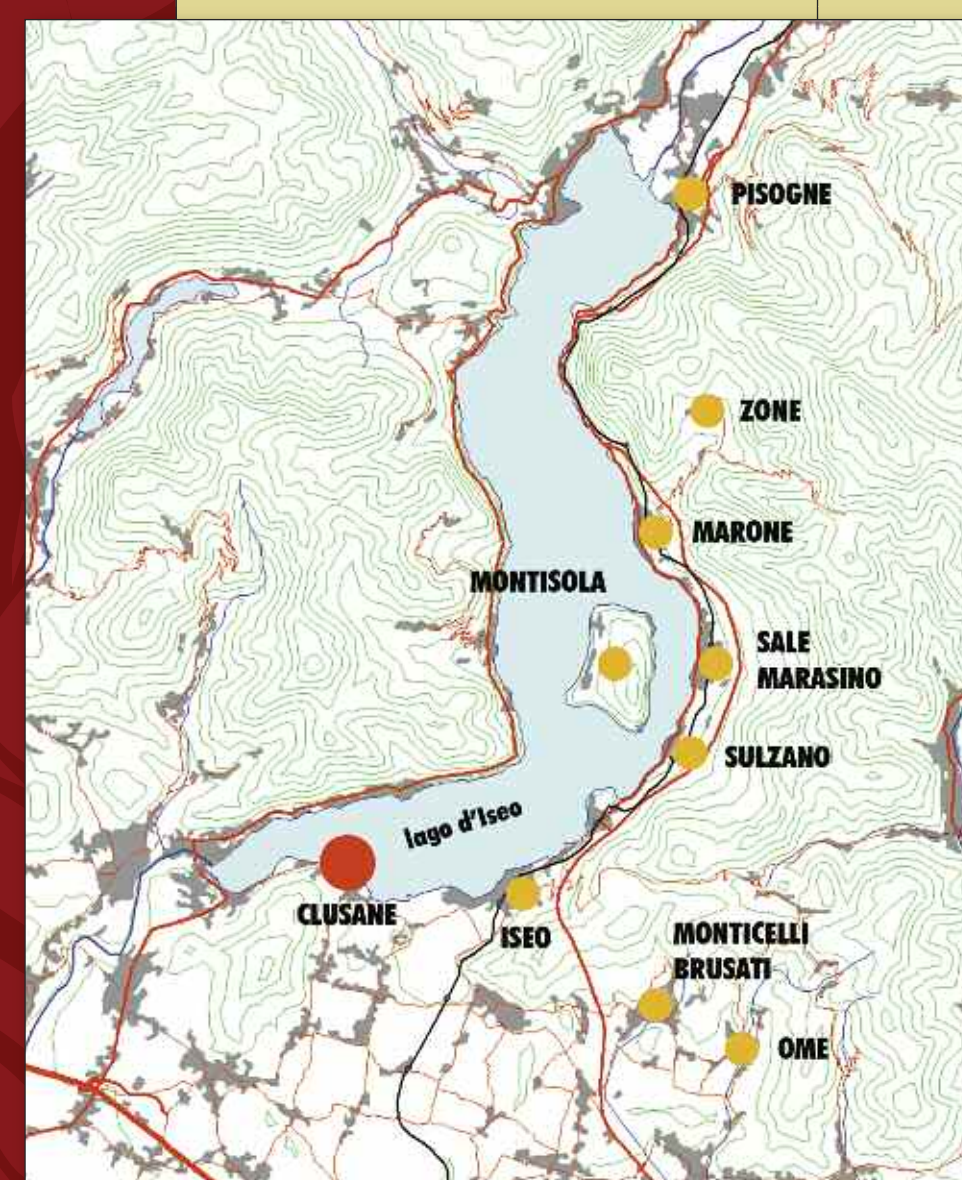 PISOGNE
ZONE
MARONE
MONTISOLA
SALE
MARASINO
SULZANO
lago d'Iseo
CLUSANE
ISEO
MONTICELLI
BRUSATI
OME